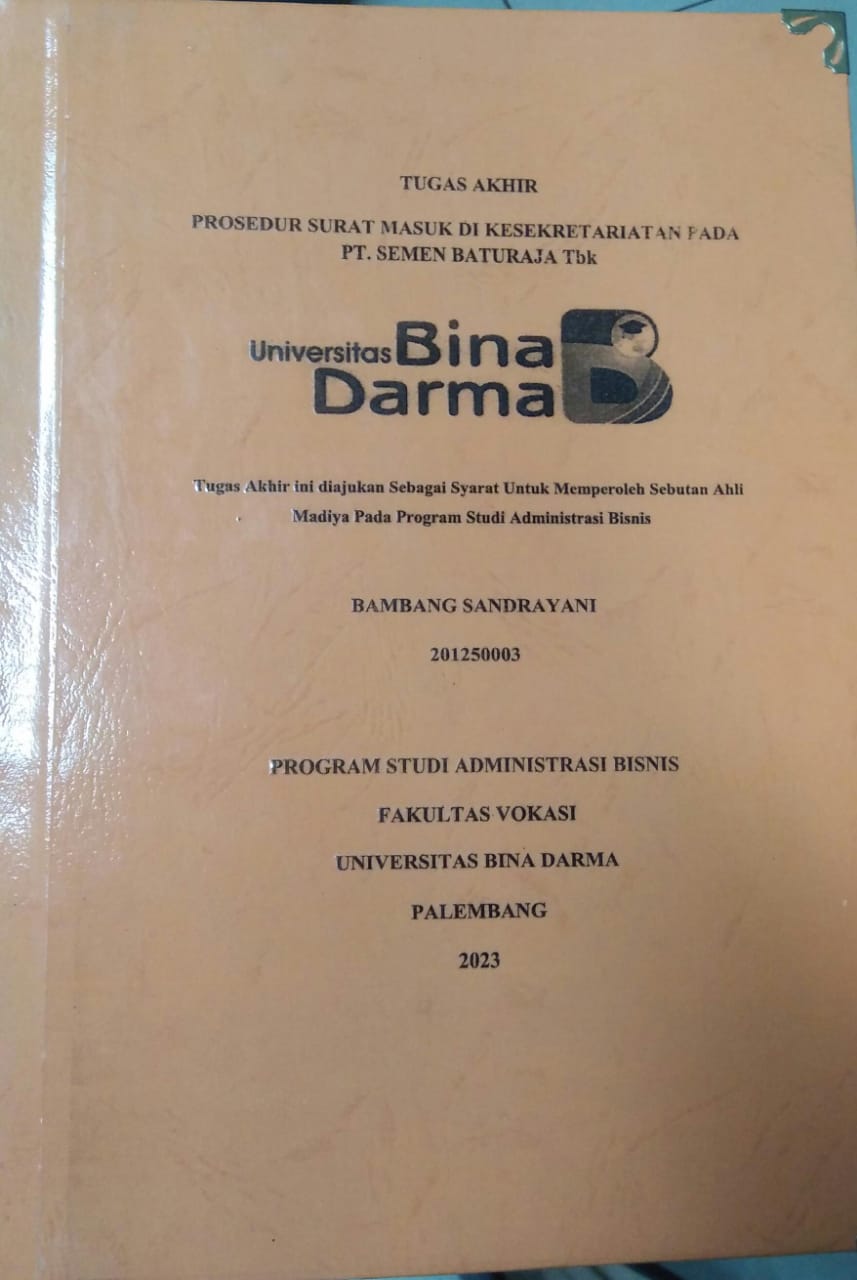 TUGAS AKHIR
PROSEDUR SURAT MASUK DI KESEKRETARIATAN PADA
PT. SEMEN BATURAJA Tbk
Universitas Bina
Darma
Tugas Akhir ini diajukan Sebagai Syarat Untuk Memperoleh Sebutan Ahli
Madiya Pada Program Studi Administrasi Bisnis
BAMBANG SANDRAYANI
201250003
PROGRAM STUDI ADMINISTRASI BISNIS
FAKULTAS VOKASI
UNIVERSITAS BINA DARMA
PALEMBANG
2023